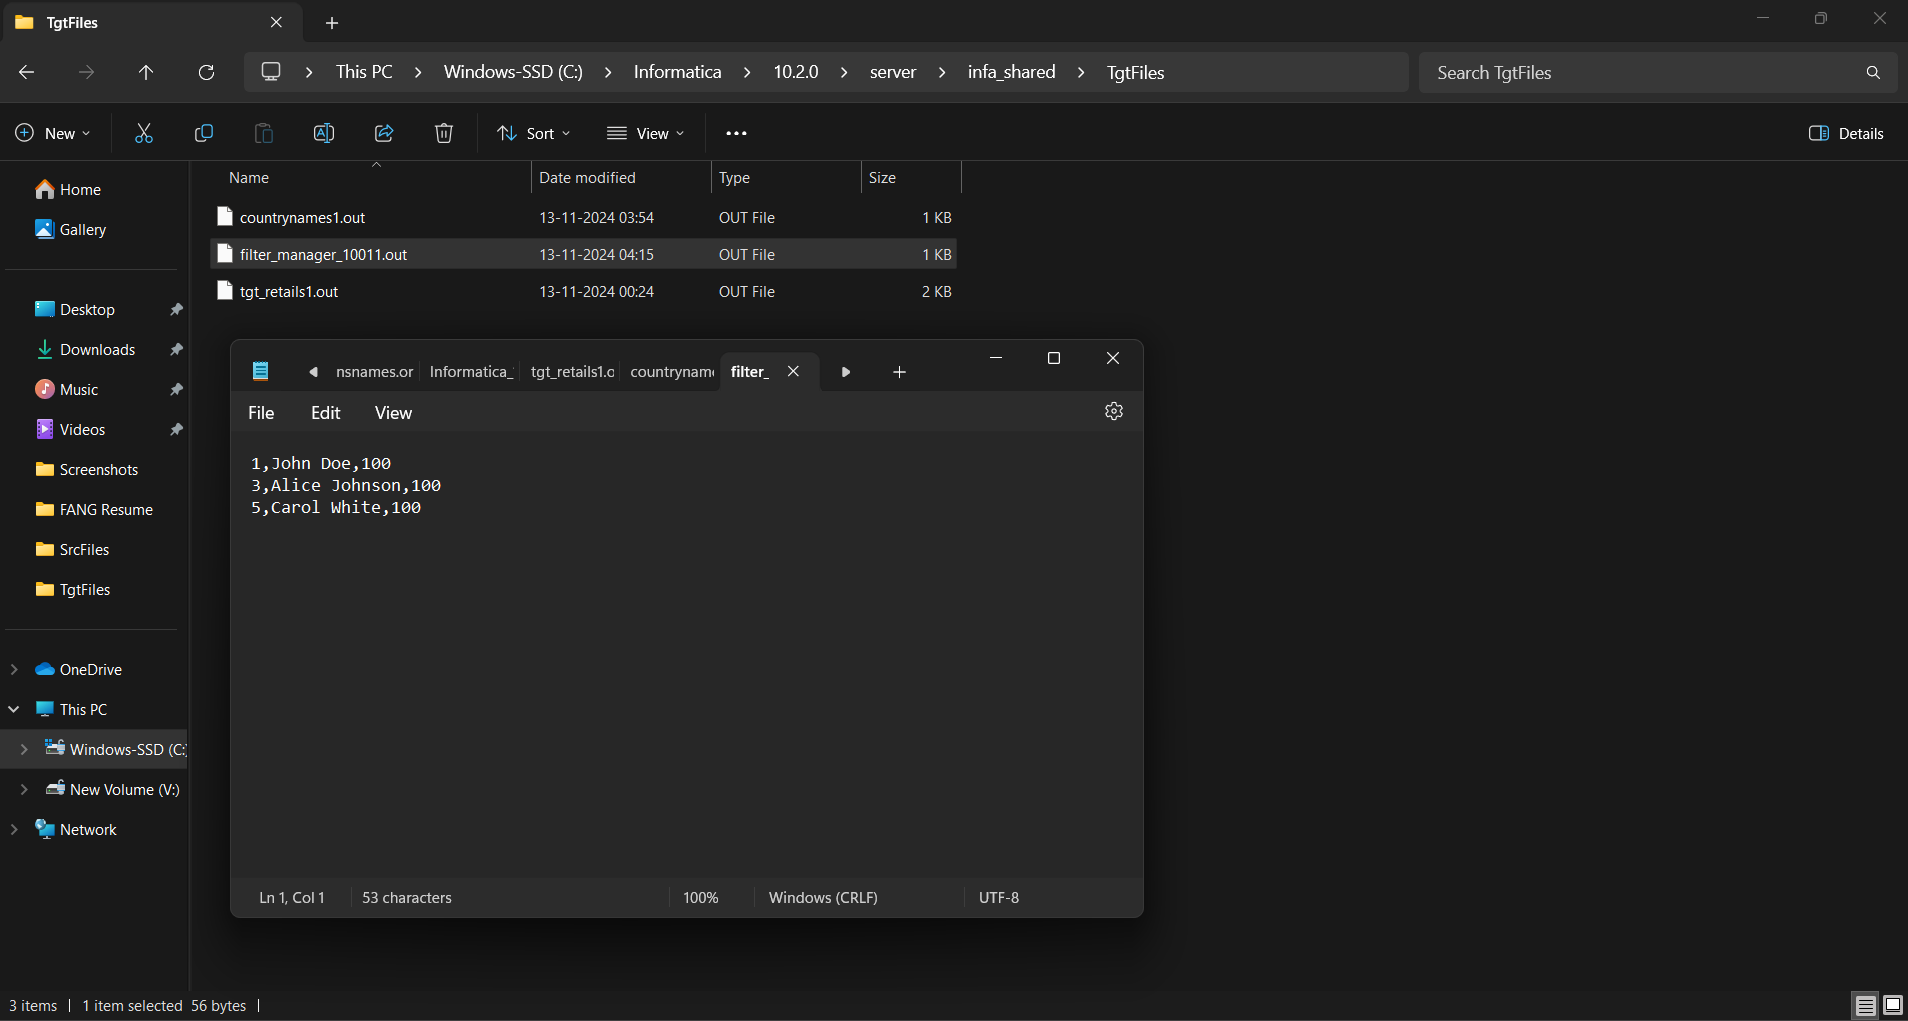 TgtFiles
This PC > Windows-SSD (C:) > Informatica > 10.2.0 > server > infa_shared > TgtFiles
Search TgtFiles
New
Sort
View
Details
Name Date modified Type Size
countrynames1.out 13-11-2024 03:54 OUT File 1 KB
filter_manager_10011.out 13-11-2024 04:15 OUT File 1 KB
tgt_retails1.out 13-11-2024 00:24 OUT File 2 KB
Home
Gallery
Desktop
Downloads
Music
Videos
Screenshots
FANG Resume
SrcFiles
TgtFiles
OneDrive
This PC
Windows-SSD (C:)
New Volume (V:)
Network
nsnames.or Informatica_ tgt_retails1.o countryname filter_
File Edit View
1,John Doe,100
3,Alice Johnson,100
5,Carol White,100
Ln 1, Col 1 53 characters 100% Windows (CRLF) UTF-8
3 items 1 item selected 56 bytes